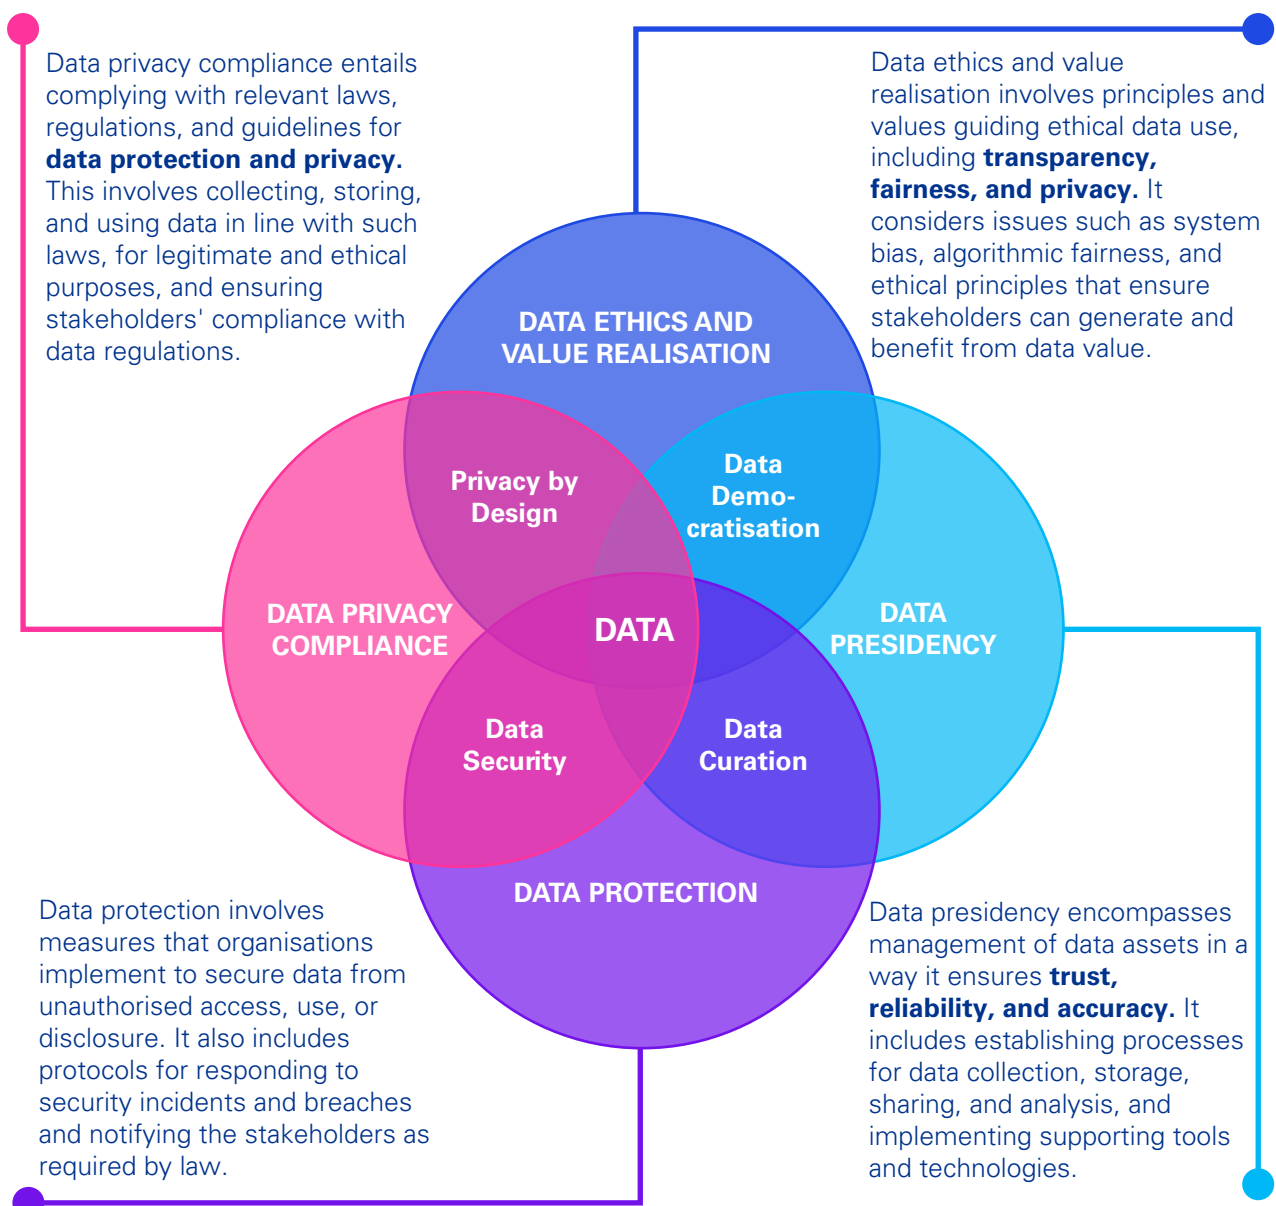 Data privacy compliance entails
complying with relevant laws,
regulations, and guidelines for
data protection and privacy.
This involves collecting, storing,
and using data in line with such
laws, for legitimate and ethical
purposes, and ensuring
stakeholders' compliance with
data regulations.
Data ethics and value
realisation involves principles and
values guiding ethical data use,
including transparency,
fairness, and privacy. It
considers issues such as system
bias, algorithmic fairness, and
ethical principles that ensure
stakeholders can generate and
benefit from data value.
DATA ETHICS AND
VALUE REALISATION
Privacy by
Design
Data
Demo-
cratisation
DATA PRIVACY
COMPLIANCE
DATA
DATA
PRESIDENCY
Data
Security
Data
Curation
DATA PROTECTION
Data protection involves
measures that organisations
implement to secure data from
unauthorised access, use, or
disclosure. It also includes
protocols for responding to
security incidents and breaches
and notifying the stakeholders as
required by law.
Data presidency encompasses
management of data assets in a
way it ensures trust,
reliability, and accuracy. It
includes establishing processes
for data collection, storage,
sharing, and analysis, and
implementing supporting tools
and technologies.